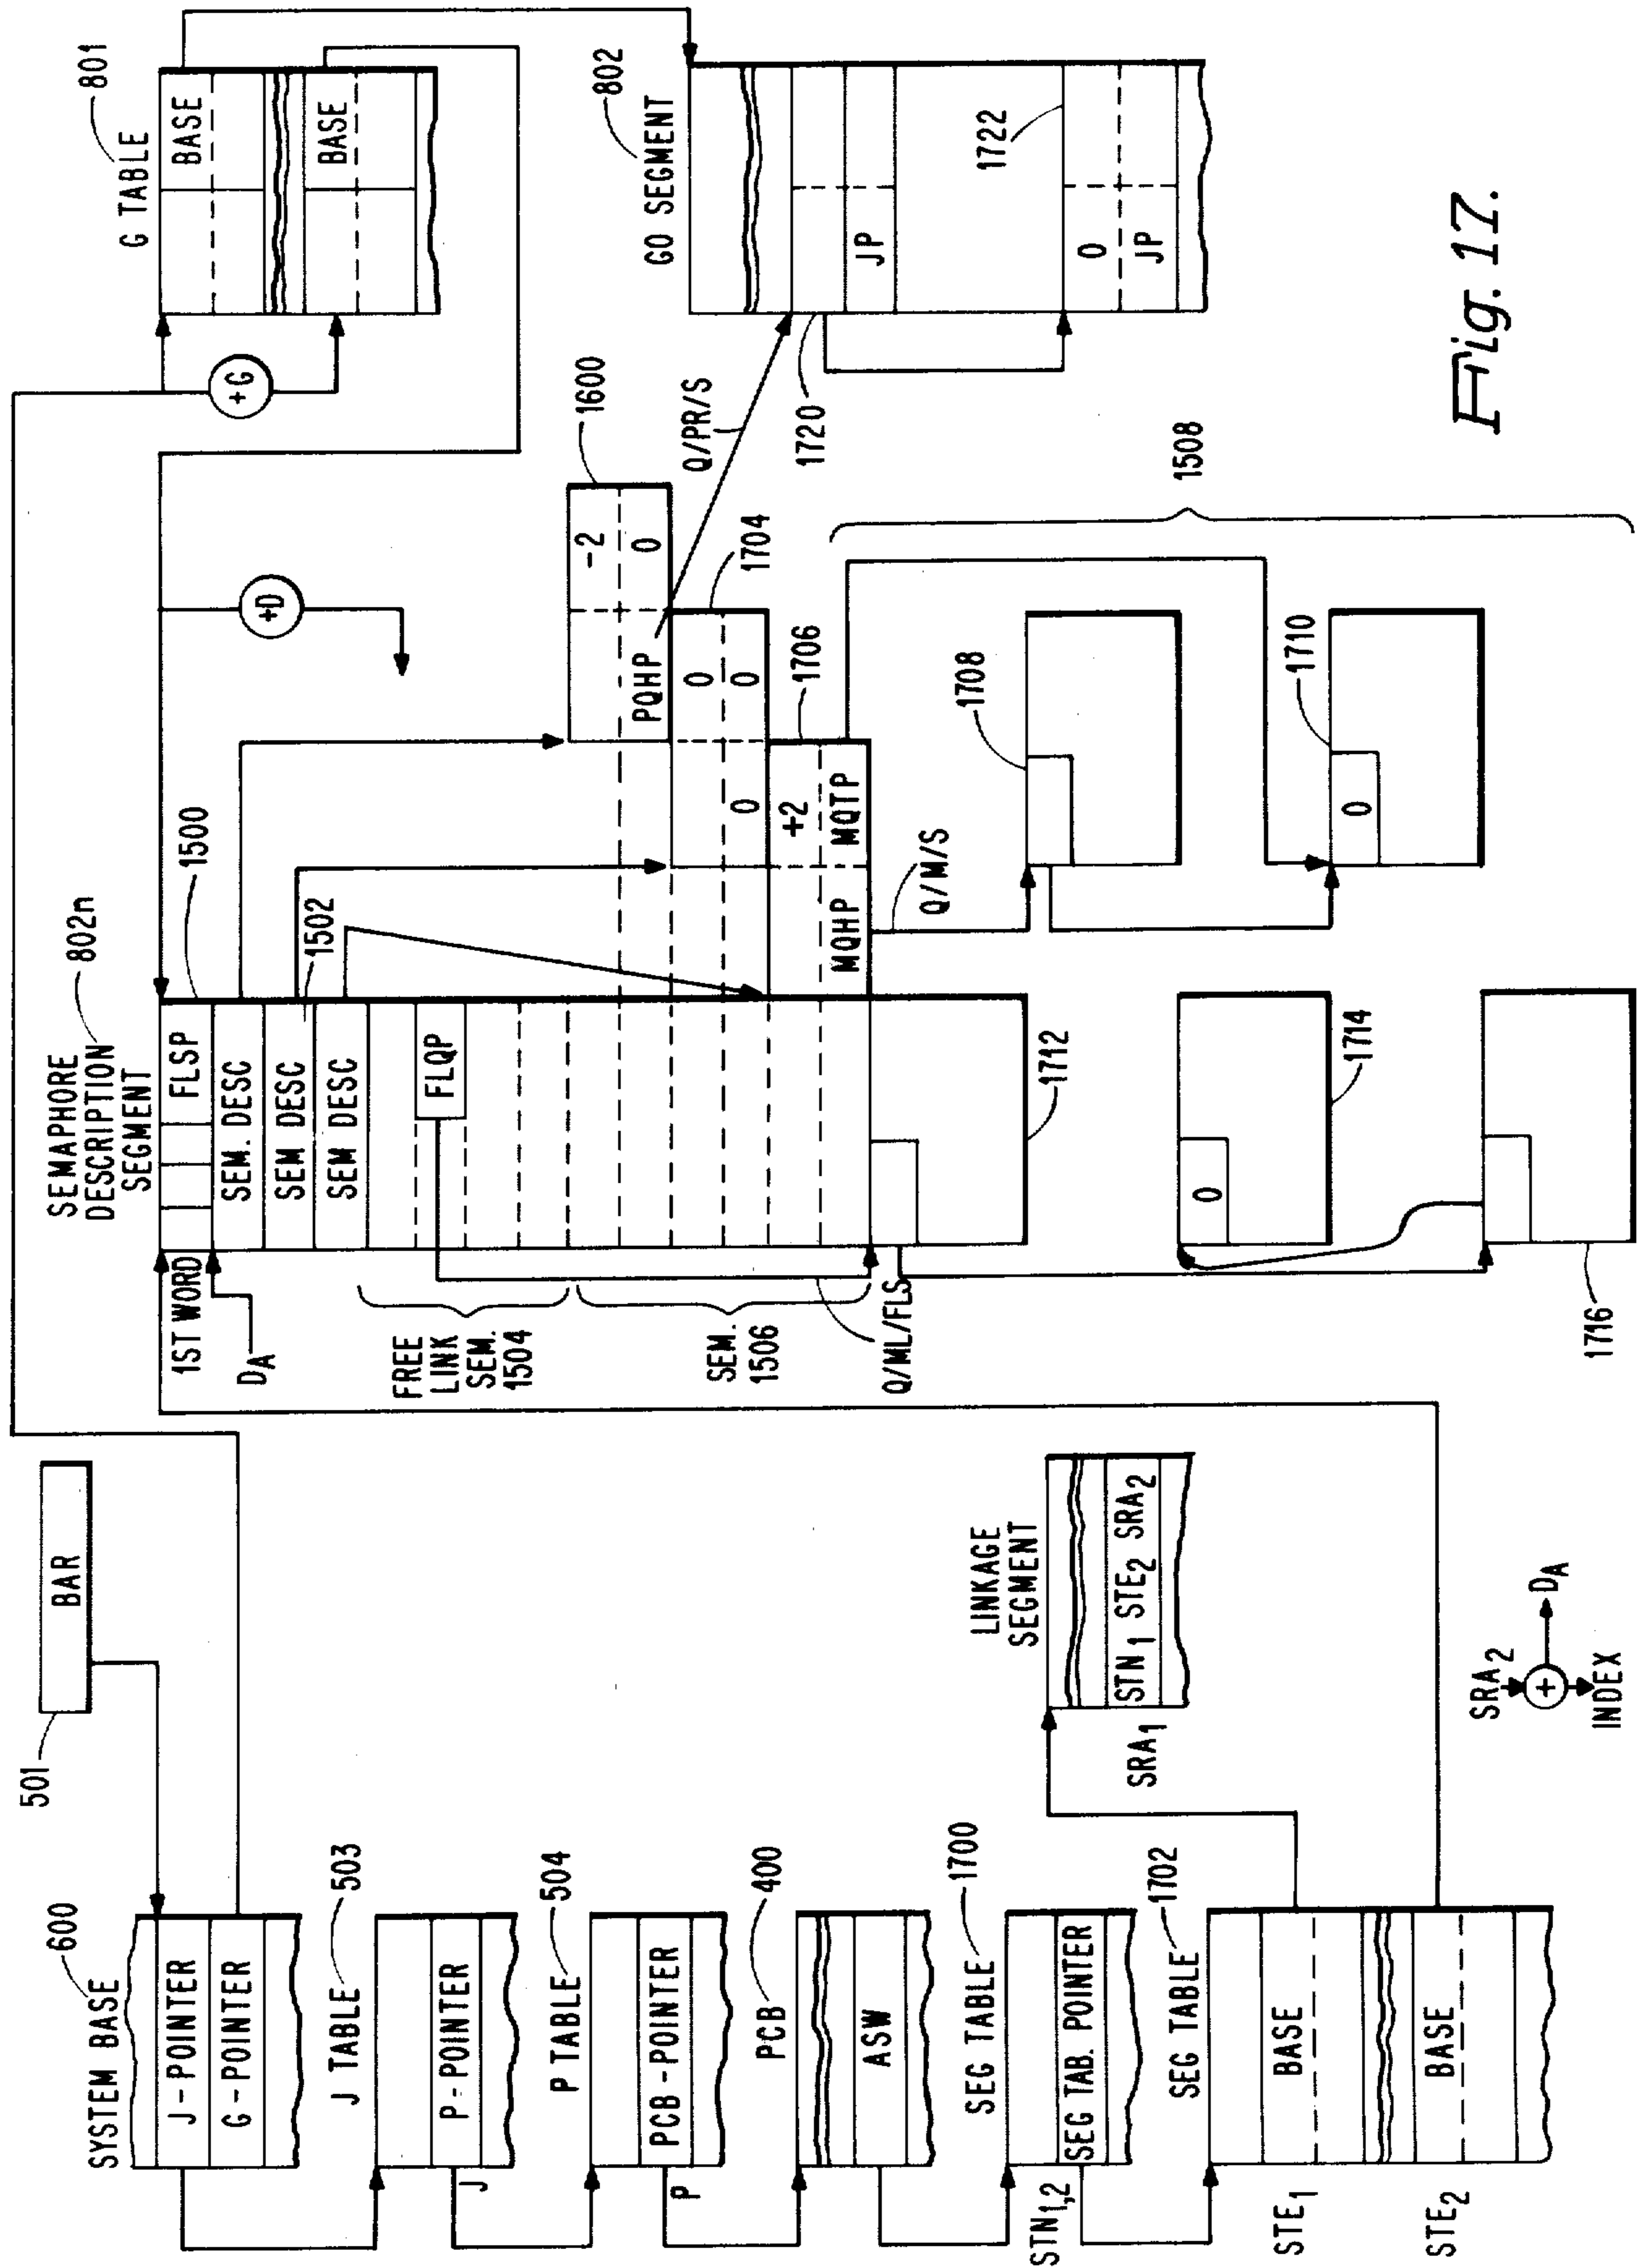 501
BAR
600
SYSTEM BASE
J-POINTER
G-POINTER
J TABLE
503
P-POINTER
J
P TABLE
504
PCB-POINTER
P
PCB
400
ASW
SEG TABLE
1700
STN1,2
SEG TAB. POINTER
SEG TABLE
1702
STE1
BASE
STE2
BASE
LINKAGE
SEGMENT
STN1 STE2 SRA2
SRA1
SRA2
+
DA
INDEX
SEMAPHORE
DESCRIPTION
SEGMENT
802n
1500
1ST WORD
FLSP
DA
SEM. DESC
SEM DESC
1502
SEM DESC
FREE
LINK
SEM.
1504
FLQP
SEM.
1506
Q/ML/FLS
+D
1600
-2
PQHP
0
1704
0
0
0
1706
+2
MQHP
MQTP
Q/M/S
Q/PR/S
1708
1710
0
1712
1714
0
1716
1508
G TABLE
801
BASE
BASE
+G
GO SEGMENT
802
JP
1720
1722
0
JP
Fig. 17.